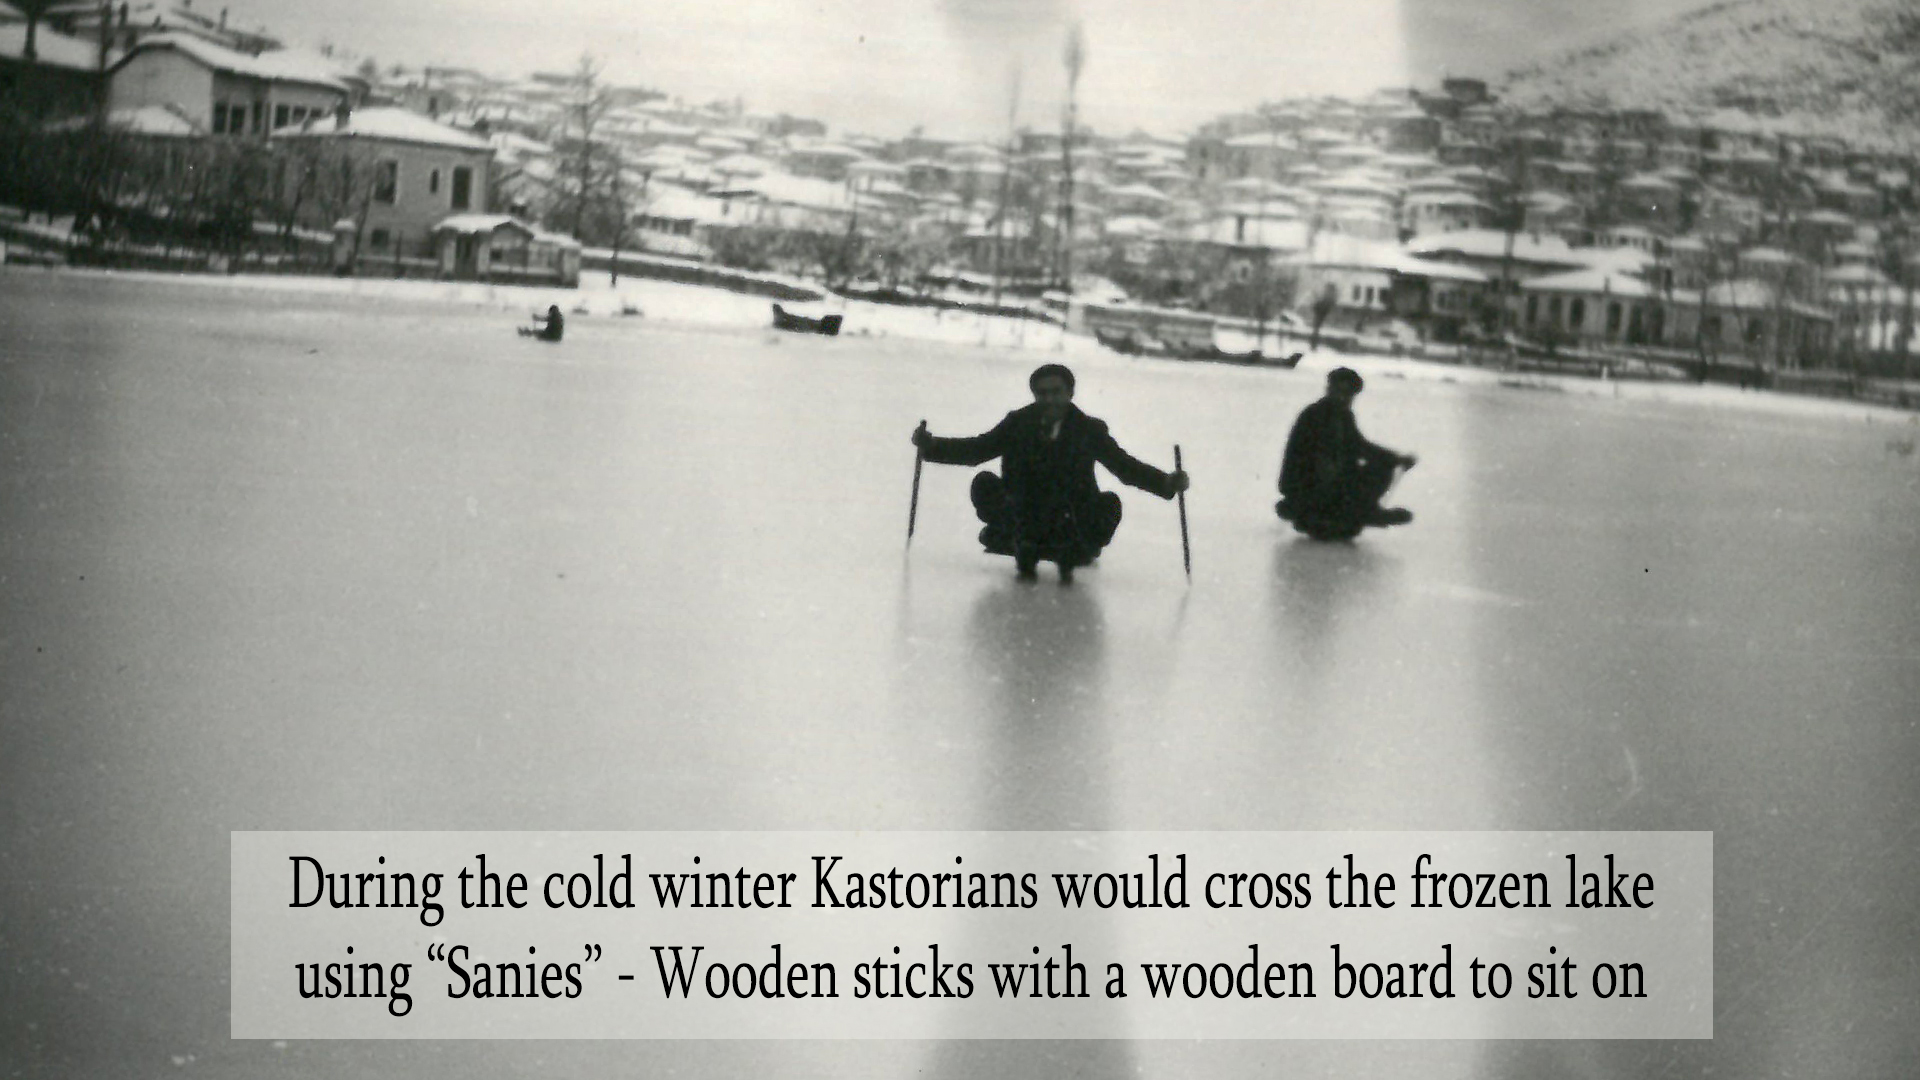 During the cold winter Kastorians would cross the frozen lake
using “Sanies” - Wooden sticks with a wooden board to sit on